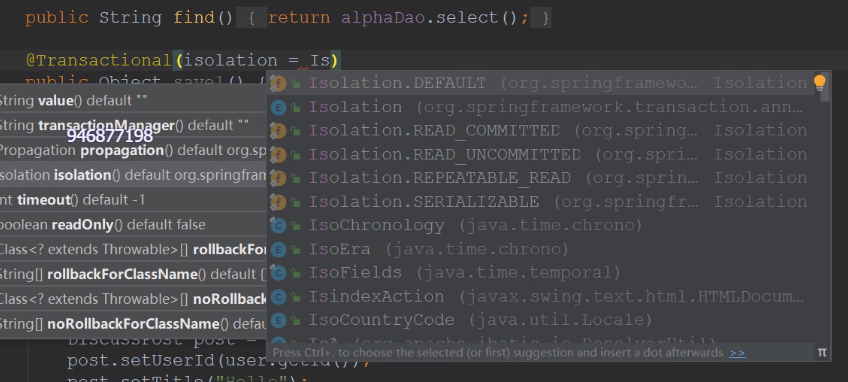 public String find() { return alphaDao.select(); }
@Transactional(isolation = Is)
public Object save1() {
String value() default ""
String transactionManager() default ""
946877198
Propagation propagation() default org.sp
Isolation isolation() default org.springfram
int timeout() default -1
boolean readOnly() default false
Class<? extends Throwable>[] rollbackFor
String[] rollbackForClassName() default {
Class<? extends Throwable>[] noRollback
String[] noRollbackForClassName() defau
Isolation.DEFAULT (org.springframewo... Isolation
Isolation (org.springframework.transaction.ann...
Isolation.READ_COMMITTED (org.spring... Isolation
Isolation.READ_UNCOMMITTED (org.spri... Isolation
Isolation.REPEATABLE_READ (org.sprin... Isolation
Isolation.SERIALIZABLE (org.springfr... Isolation
IsoChronology (java.time.chrono)
IsoEra (java.time.chrono)
IsoFields (java.time.temporal)
IsindexAction (javax.swing.text.html.HTMLDocum...
IsoCountryCode (java.util.Locale)
IsA (org.apache.ibatis.io.ResolverUtil)
Press Ctrl+. to choose the selected (or first) suggestion and insert a dot afterwards >>
π
DiscussPost post =
post.setUserId(user.getId());
post.setTitle("Hello");